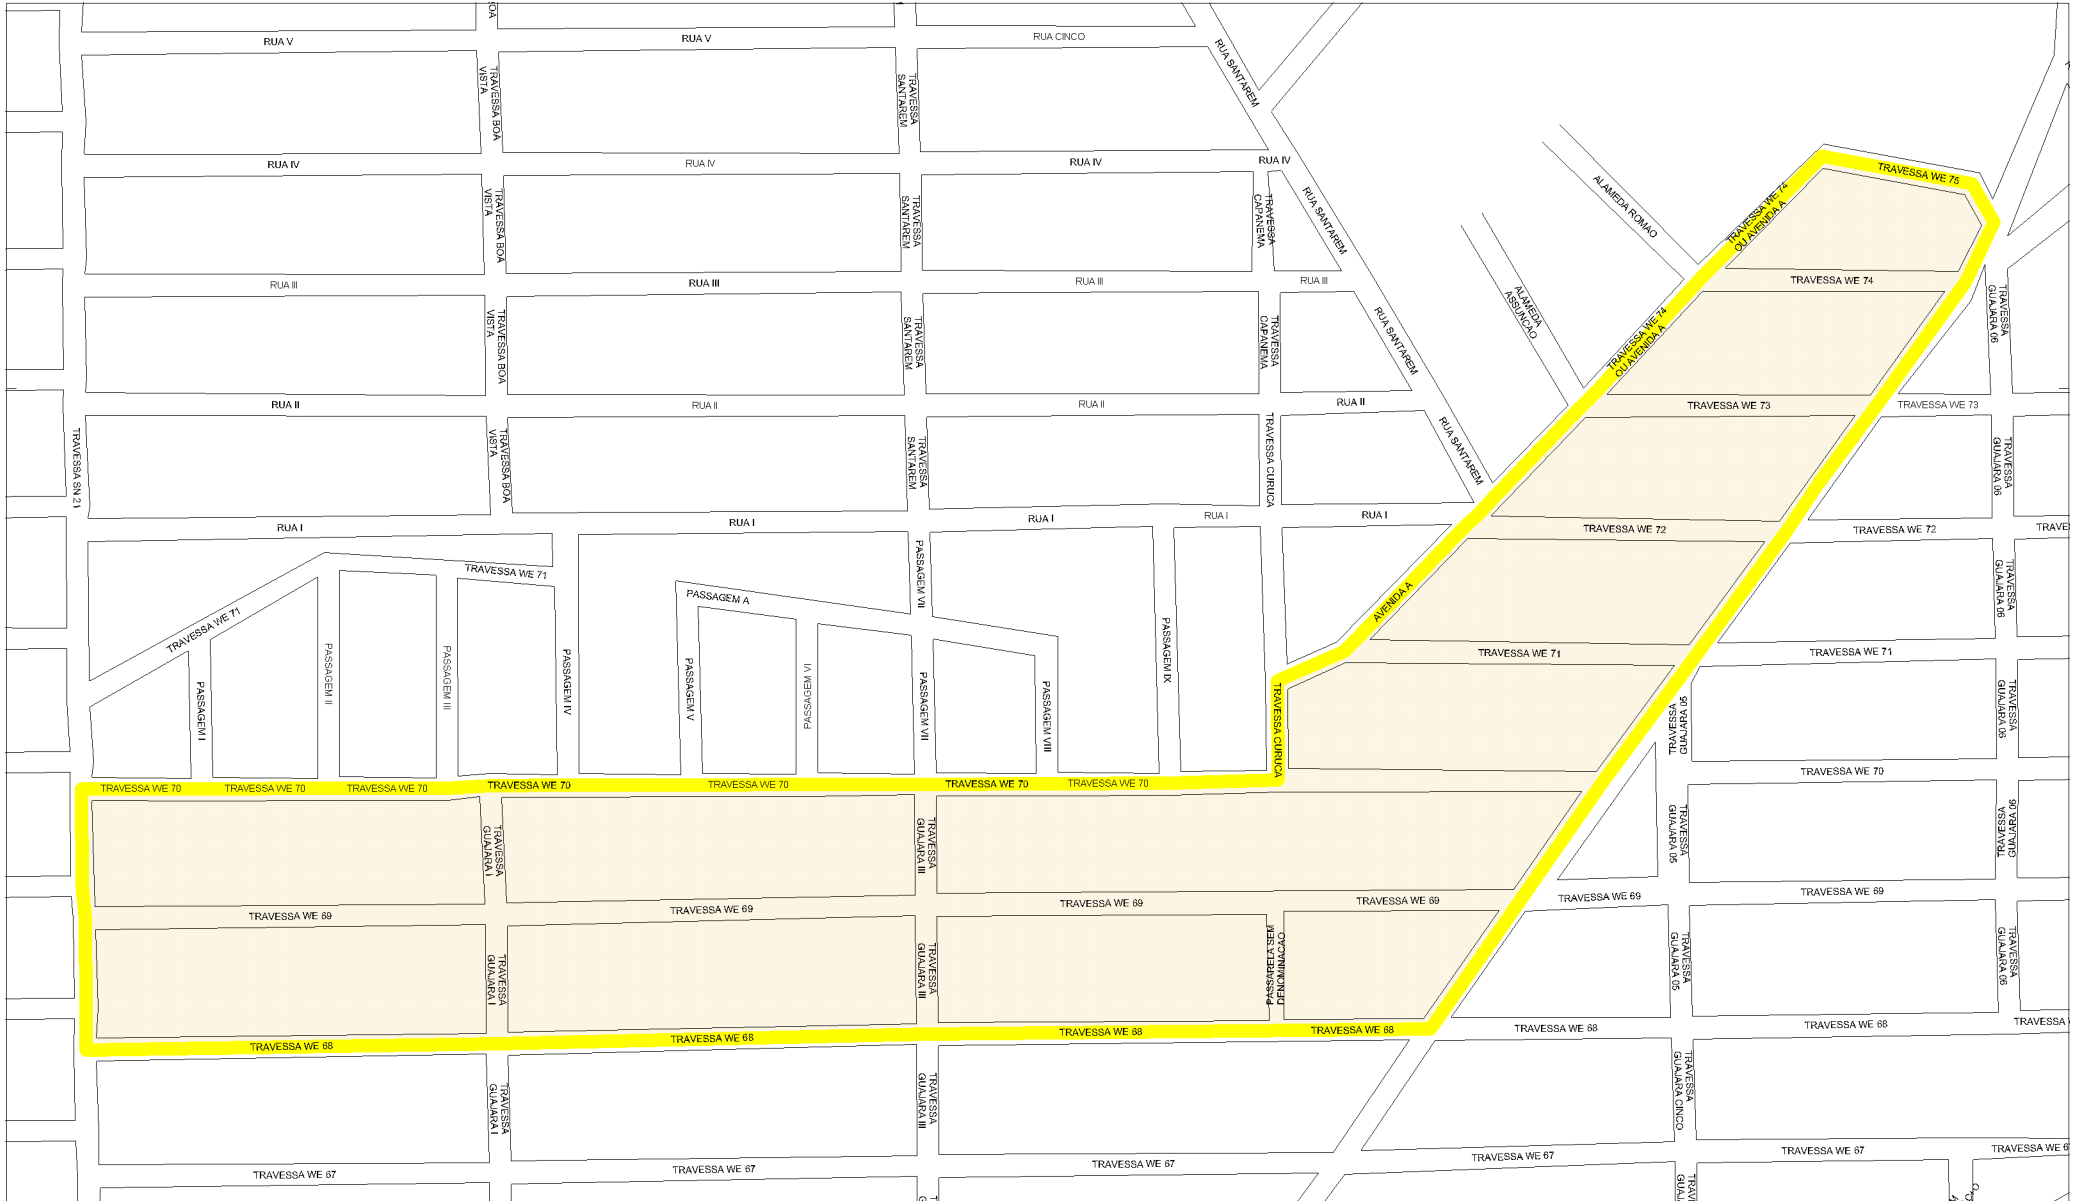 RUA V
RUA V
RUA CINCO
TRAVESSA BOA
VISTA
TRAVESSA
SANTAREM
RUA SANTAREM
RUA IV
RUA IV
RUA IV
RUA IV
TRAVESSA BOA
VISTA
TRAVESSA
SANTAREM
TRAVESSA
CAPANEMA
RUA SANTAREM
ALAMEDA ROMAO
TRAVESSA WE 74
OU AVENIDA A
TRAVESSA WE 75
RUA III
RUA III
RUA III
RUA III
TRAVESSA WE 74
TRAVESSA BOA
VISTA
TRAVESSA
SANTAREM
TRAVESSA
CAPANEMA
RUA SANTAREM
ALAMEDA
ASSUNCAO
TRAVESSA WE 74
OU AVENIDA A
TRAVESSA
GUAJARA 06
RUA II
RUA II
RUA II
RUA II
TRAVESSA WE 73
TRAVESSA WE 73
TRAVESSA SN 21
TRAVESSA BOA
VISTA
TRAVESSA
SANTAREM
TRAVESSA CURUCA
RUA SANTAREM
TRAVESSA
GUAJARA 06
RUA I
RUA I
RUA I
RUA I
RUA I
TRAVESSA WE 72
TRAVESSA WE 72
TRAVES
TRAVESSA WE 71
TRAVESSA WE 71
PASSAGEM A
PASSAGEM VII
AVENIDA A
TRAVESSA
GUAJARA 06
PASSAGEM I
PASSAGEM II
PASSAGEM III
PASSAGEM IV
PASSAGEM V
PASSAGEM VI
PASSAGEM VII
PASSAGEM VIII
PASSAGEM IX
TRAVESSA CURUCA
TRAVESSA WE 71
TRAVESSA WE 71
TRAVESSA
GUAJARA 05
TRAVESSA
GUAJARA 06
TRAVESSA WE 70
TRAVESSA WE 70
TRAVESSA WE 70
TRAVESSA WE 70
TRAVESSA WE 70
TRAVESSA WE 70
TRAVESSA WE 70
TRAVESSA WE 70
TRAVESSA
GUAJARA I
TRAVESSA
GUAJARA III
TRAVESSA
GUAJARA 05
TRAVESSA
GUAJARA 06
TRAVESSA WE 69
TRAVESSA WE 69
TRAVESSA WE 69
TRAVESSA WE 69
TRAVESSA WE 69
TRAVESSA WE 69
TRAVESSA
GUAJARA I
TRAVESSA
GUAJARA III
PASSARELA SEM
DENOMINACAO
TRAVESSA
GUAJARA 05
TRAVESSA
GUAJARA 06
TRAVESSA WE 68
TRAVESSA WE 68
TRAVESSA WE 68
TRAVESSA WE 68
TRAVESSA WE 68
TRAVESSA WE 68
TRAVESSA
TRAVESSA
GUAJARA I
TRAVESSA
GUAJARA III
TRAVESSA
GUAJARA CINCO
TRAVESSA WE 67
TRAVESSA WE 67
TRAVESSA WE 67
TRAVESSA WE 67
TRAVESSA WE 67
TRAVESSA WE 6